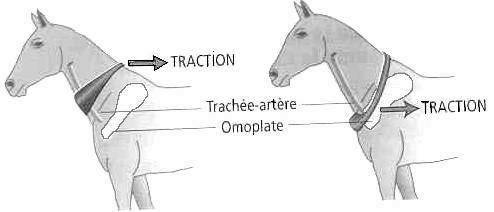 TRACTION
Trachée-artère
Omoplate
TRACTION